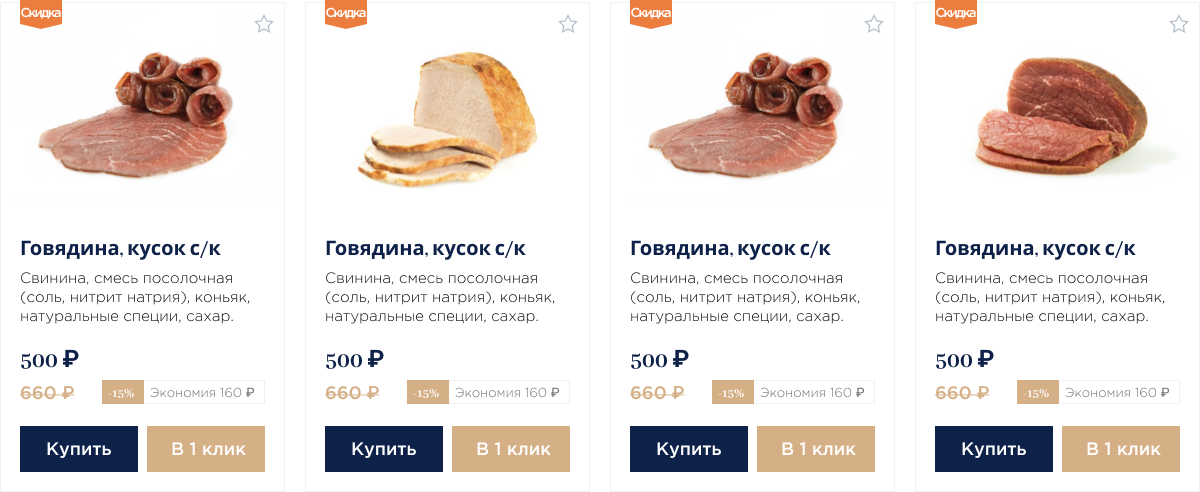 Скидка
Говядина, кусок с/к
Свинина, смесь посолочная
(соль, нитрит натрия), коньяк,
натуральные специи, сахар.
500 ₽
660 ₽
-15%
Экономия 160 ₽
Купить
В 1 клик
Скидка
Говядина, кусок с/к
Свинина, смесь посолочная
(соль, нитрит натрия), коньяк,
натуральные специи, сахар.
500 ₽
660 ₽
-15%
Экономия 160 ₽
Купить
В 1 клик
Скидка
Говядина, кусок с/к
Свинина, смесь посолочная
(соль, нитрит натрия), коньяк,
натуральные специи, сахар.
500 ₽
660 ₽
-15%
Экономия 160 ₽
Купить
В 1 клик
Скидка
Говядина, кусок с/к
Свинина, смесь посолочная
(соль, нитрит натрия), коньяк,
натуральные специи, сахар.
500 ₽
660 ₽
-15%
Экономия 160 ₽
Купить
В 1 клик